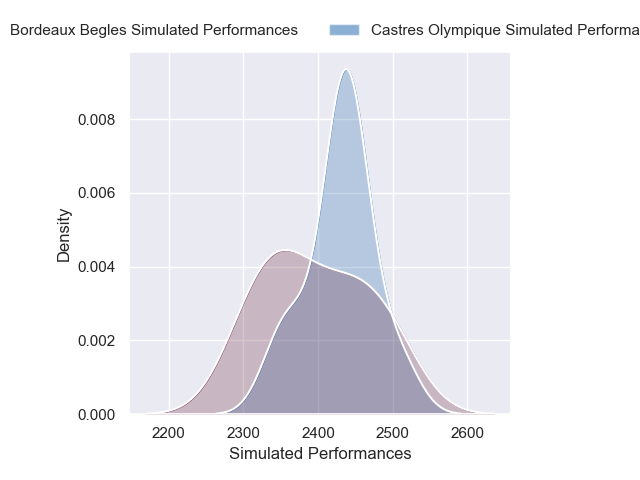 Bordeaux Begles Simulated Performances Castres Olympique Simulated Performa
0.008
0.006
0.004
0.002
0.000
Density
2200 2300 2400 2500 2600
Simulated Performances